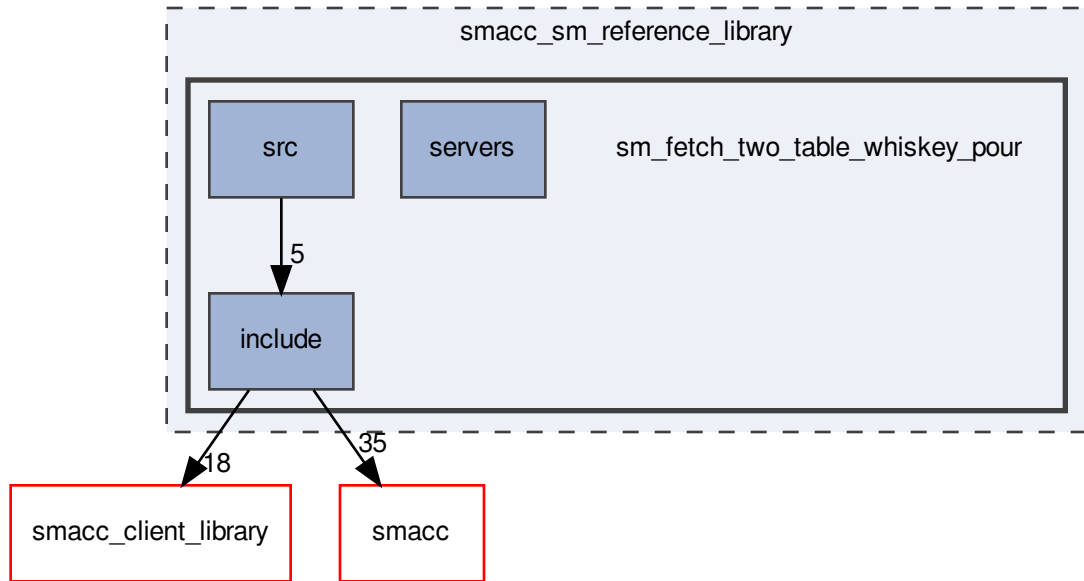 smacc_sm_reference_library
src
servers
sm_fetch_two_table_whiskey_pour
5
include
18
35
smacc_client_library
smacc